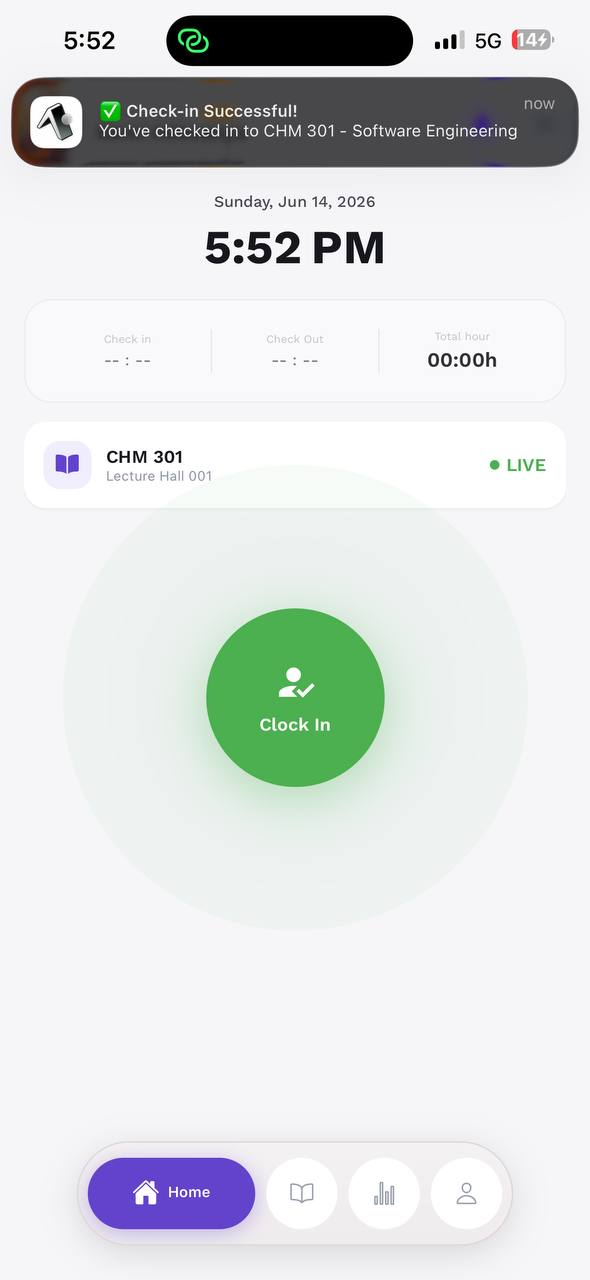 5:52
5G
14
✅ Check-in Successful!
now
You've checked in to CHM 301 - Software Engineering
Sunday, Jun 14, 2026
5:52 PM
Check in
-- : --
Check Out
-- : --
Total hour
00:00h
CHM 301
Lecture Hall 001
LIVE
Clock In
Home